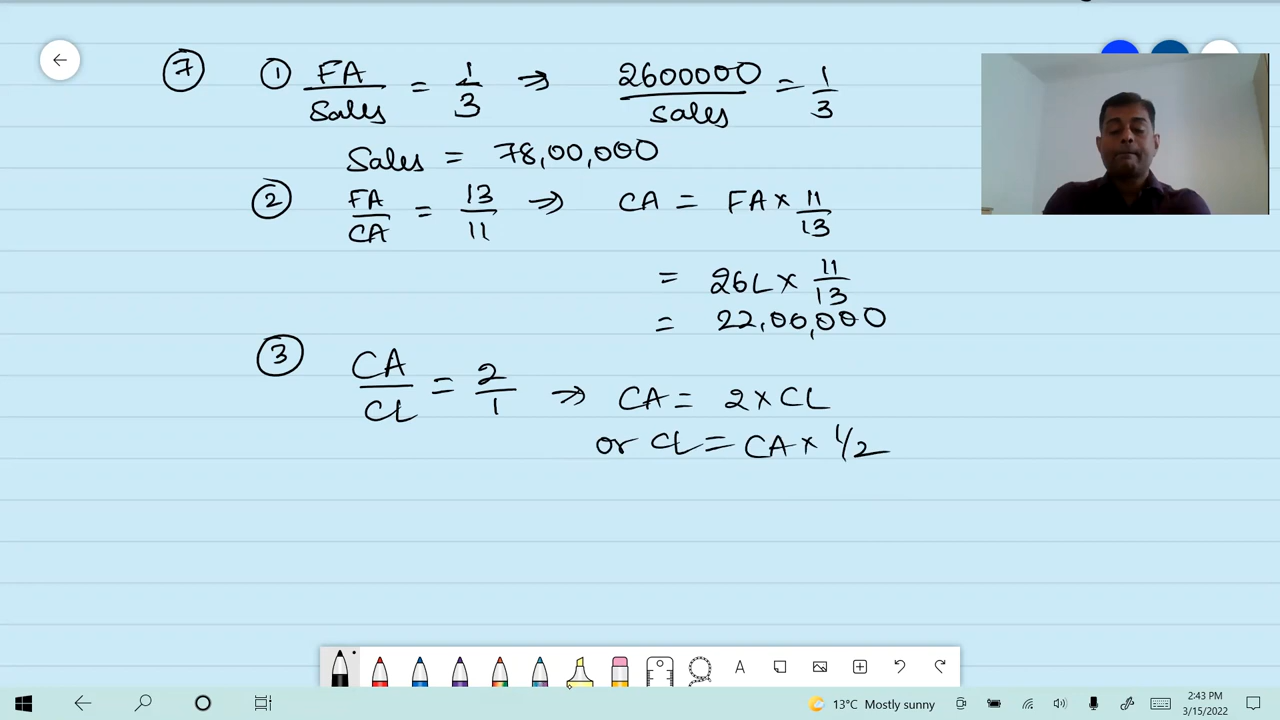 7 1 FA/Sales = 1/3 ⇒ 2600000/sales = 1/3
Sales = 78,00,000
2 FA/CA = 13/11 ⇒ CA = FA × 11/13
= 26L × 11/13
= 22,00,000
3 CA/CL = 2/1 ⇒ CA = 2 × CL
or CL = CA × 1/2
A
13°C Mostly sunny
2:43 PM
3/15/2022